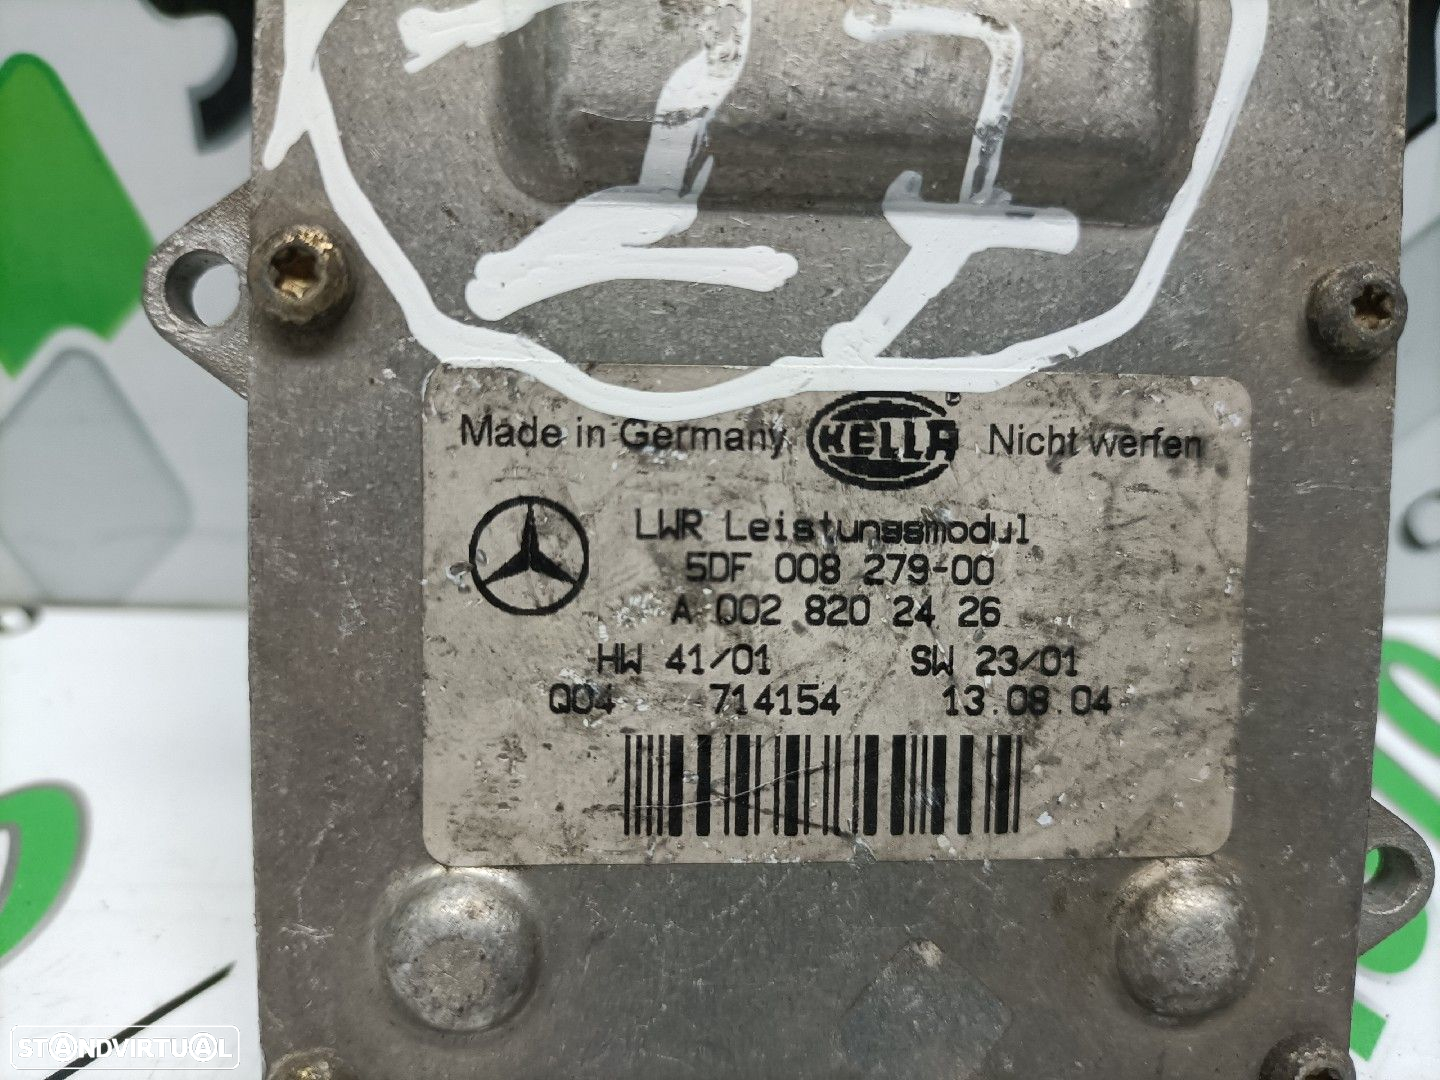 Made in Germany HELLA Nicht werfen
LWR Leistungsmodul
5DF 008 279-00
A 002 820 24 26
HW 41/01 SW 23/01
Q04 714154 13.08.04
STANDVIRTUAL